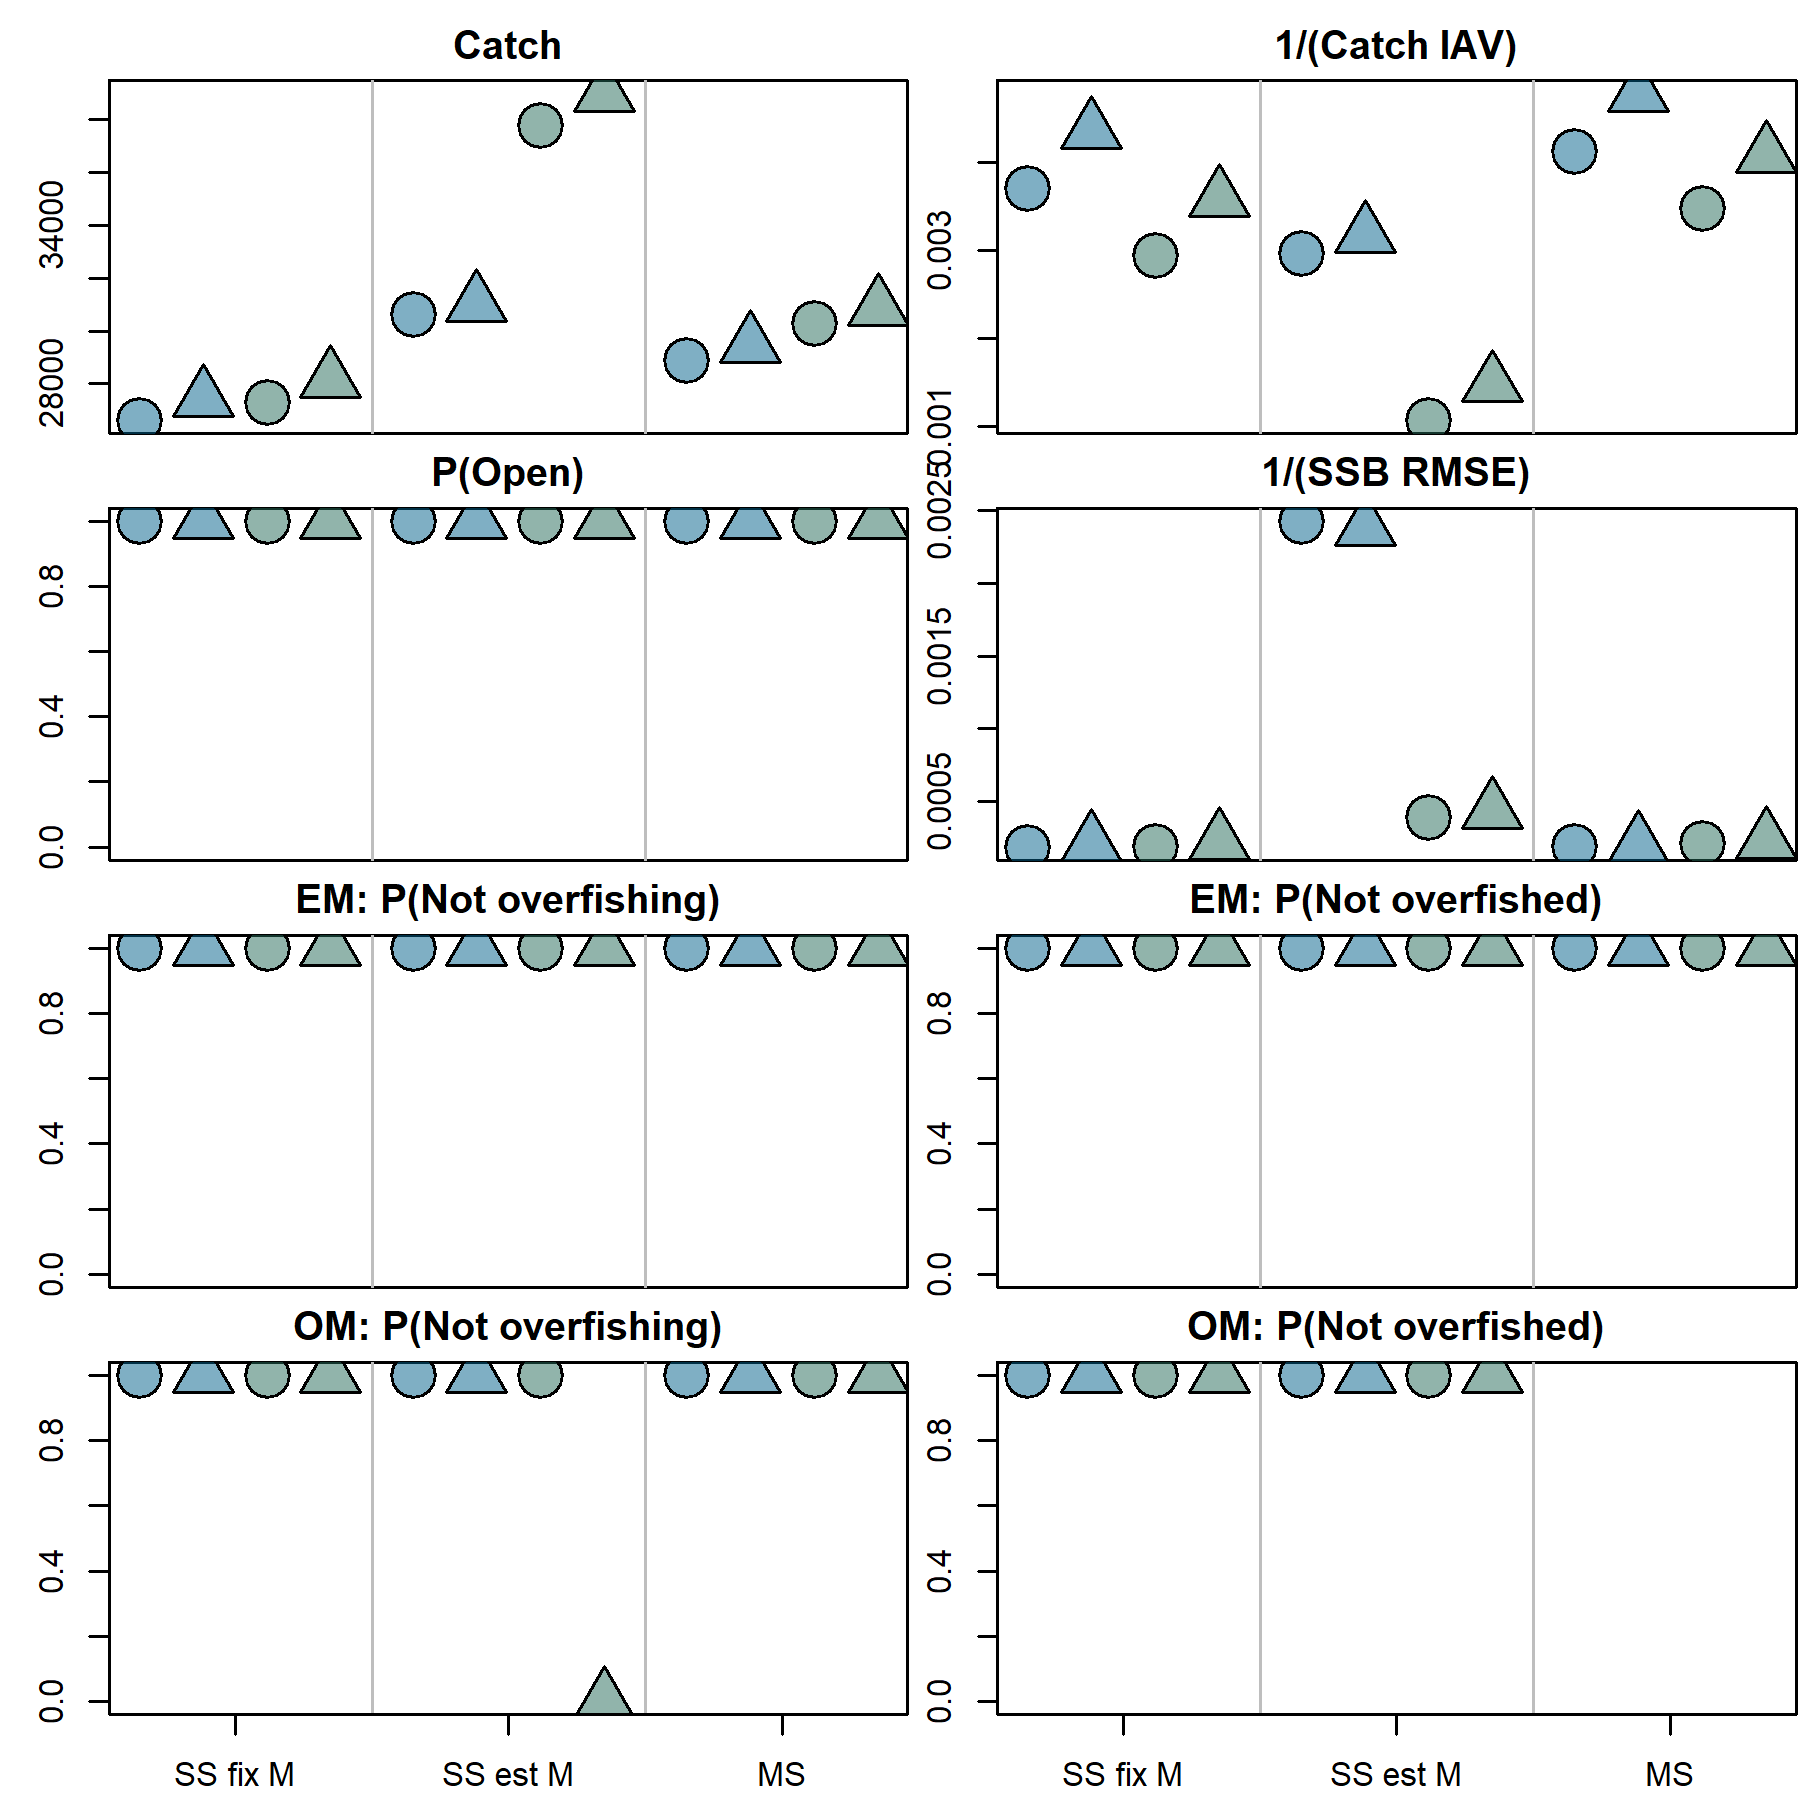 Catch
1/(Catch IAV)
34000
28000
0.003
0.001
P(Open)
1/(SSB RMSE)
0.8
0.4
0.0
0.0025
0.0015
0.0005
EM: P(Not overfishing)
EM: P(Not overfished)
0.8
0.4
0.0
0.8
0.4
0.0
OM: P(Not overfishing)
OM: P(Not overfished)
0.8
0.4
0.0
0.8
0.4
0.0
SS fix M
SS est M
MS
SS fix M
SS est M
MS